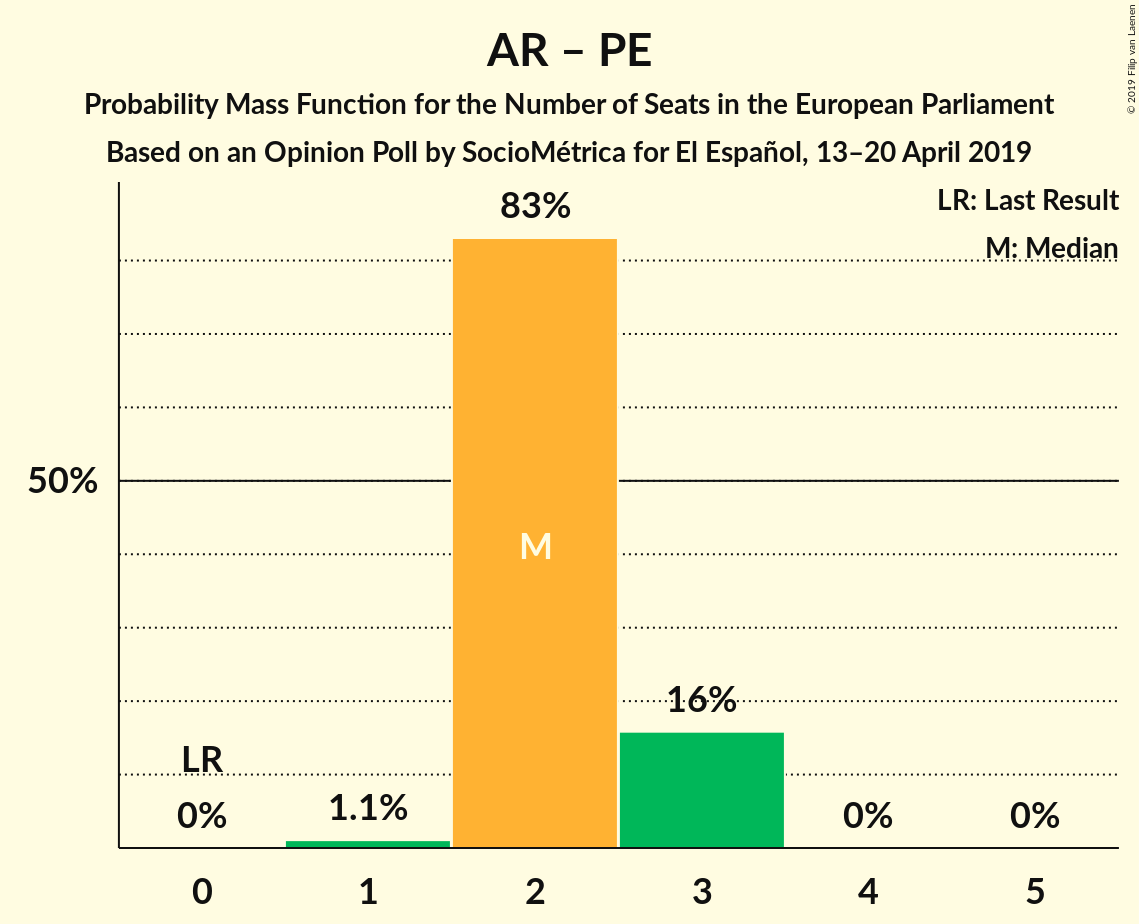 AR – PE
Probability Mass Function for the Number of Seats in the European Parliament
Based on an Opinion Poll by SocioMétrica for El Español, 13–20 April 2019
© 2019 Filip van Laenen
LR: Last Result
M: Median
83%
50%
M
16%
LR
0%
1.1%
0%
0%
0 1 2 3 4 5